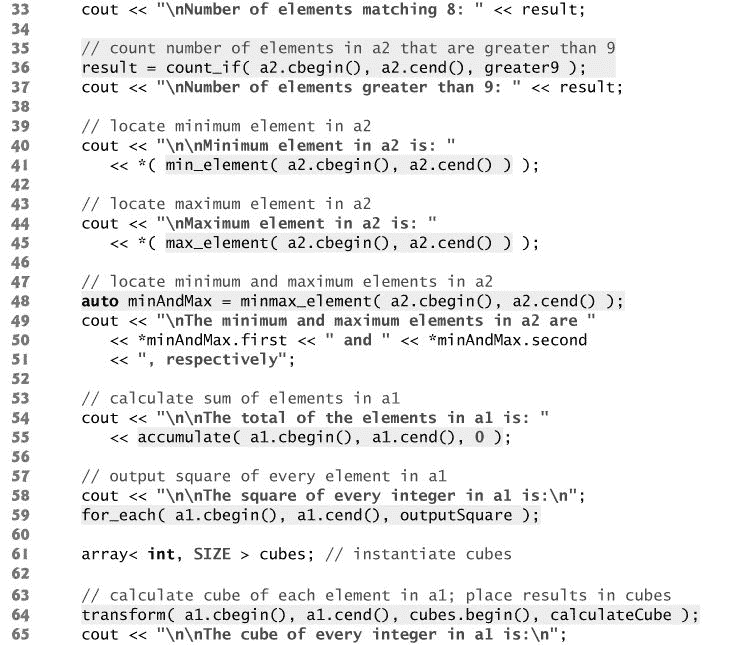 33 cout << "\nNumber of elements matching 8: " << result;
34
35 // count number of elements in a2 that are greater than 9
36 result = count_if( a2.cbegin(), a2.cend(), greater9 );
37 cout << "\nNumber of elements greater than 9: " << result;
38
39 // locate minimum element in a2
40 cout << "\n\nMinimum element in a2 is: "
41    << *( min_element( a2.cbegin(), a2.cend() ) );
42
43 // locate maximum element in a2
44 cout << "\nMaximum element in a2 is: "
45    << *( max_element( a2.cbegin(), a2.cend() ) );
46
47 // locate minimum and maximum elements in a2
48 auto minAndMax = minmax_element( a2.cbegin(), a2.cend() );
49 cout << "\nThe minimum and maximum elements in a2 are "
50    << *minAndMax.first << " and " << *minAndMax.second
51    << ", respectively";
52
53 // calculate sum of elements in a1
54 cout << "\n\nThe total of the elements in a1 is: "
55    << accumulate( a1.cbegin(), a1.cend(), 0 );
56
57 // output square of every element in a1
58 cout << "\n\nThe square of every integer in a1 is:\n";
59 for_each( a1.cbegin(), a1.cend(), outputSquare );
60
61 array< int, SIZE > cubes; // instantiate cubes
62
63 // calculate cube of each element in a1; place results in cubes
64 transform( a1.cbegin(), a1.cend(), cubes.begin(), calculateCube );
65 cout << "\n\nThe cube of every integer in a1 is:\n";